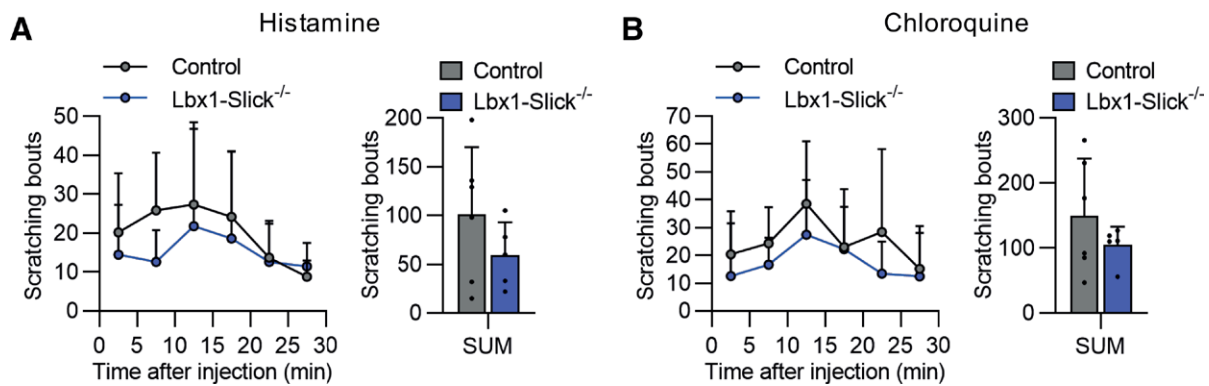 A
Histamine
Control
Lbx1-Slick-/-
Scratching bouts
50
40
30
20
10
0
0 5 10 15 20 25 30
Time after injection (min)
Control
Lbx1-Slick-/-
Scratching bouts
200
150
100
50
0
SUM
B
Chloroquine
Control
Lbx1-Slick-/-
Scratching bouts
70
60
50
40
30
20
10
0
0 5 10 15 20 25 30
Time after injection (min)
Control
Lbx1-Slick-/-
Scratching bouts
300
200
100
0
SUM